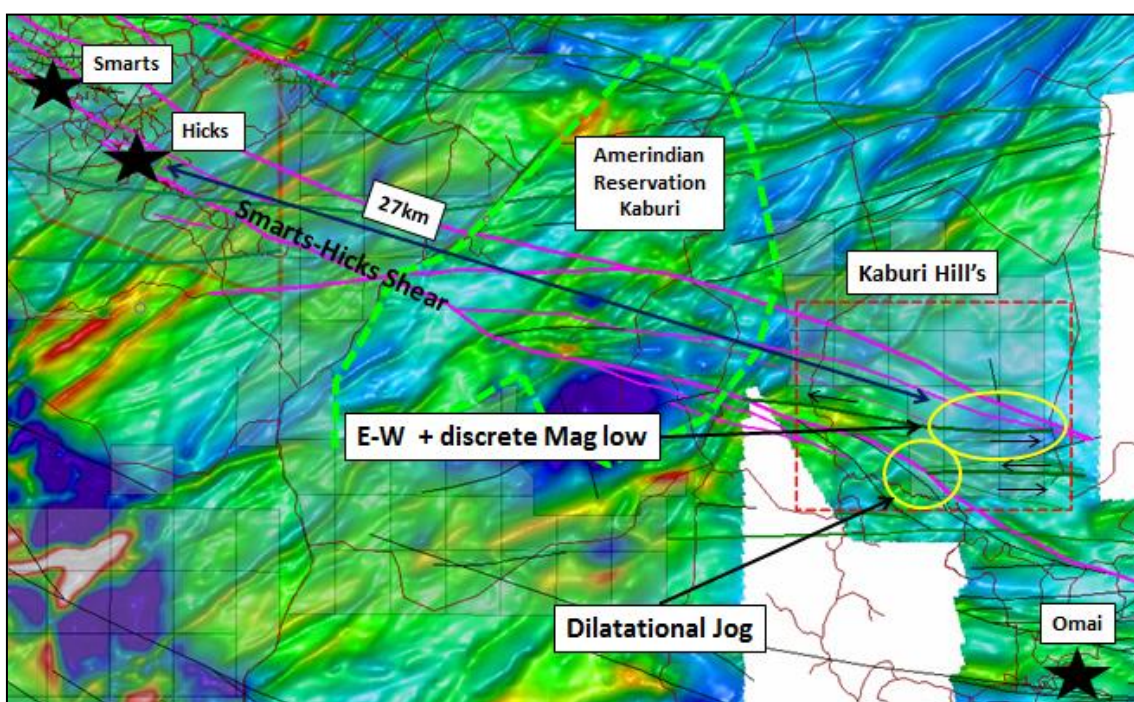 Smarts
Hicks
27km
Smarts-Hicks Shear
Amerindian
Reservation
Kaburi
Kaburi Hill's
E-W + discrete Mag low
Dilatational Jog
Omai